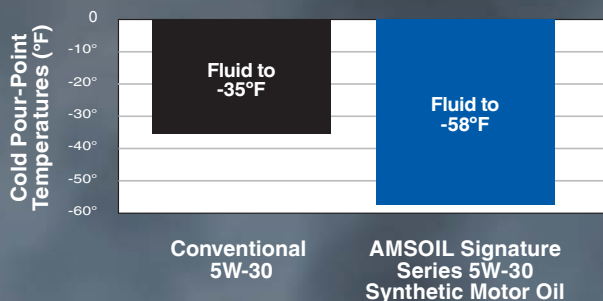 Cold Pour-Point
Temperatures (°F)
0
-10°
-20°
-30°
-40°
-50°
-60°
Fluid to
-35°F
Fluid to
-58°F
Conventional
5W-30
AMSOIL Signature
Series 5W-30
Synthetic Motor Oil